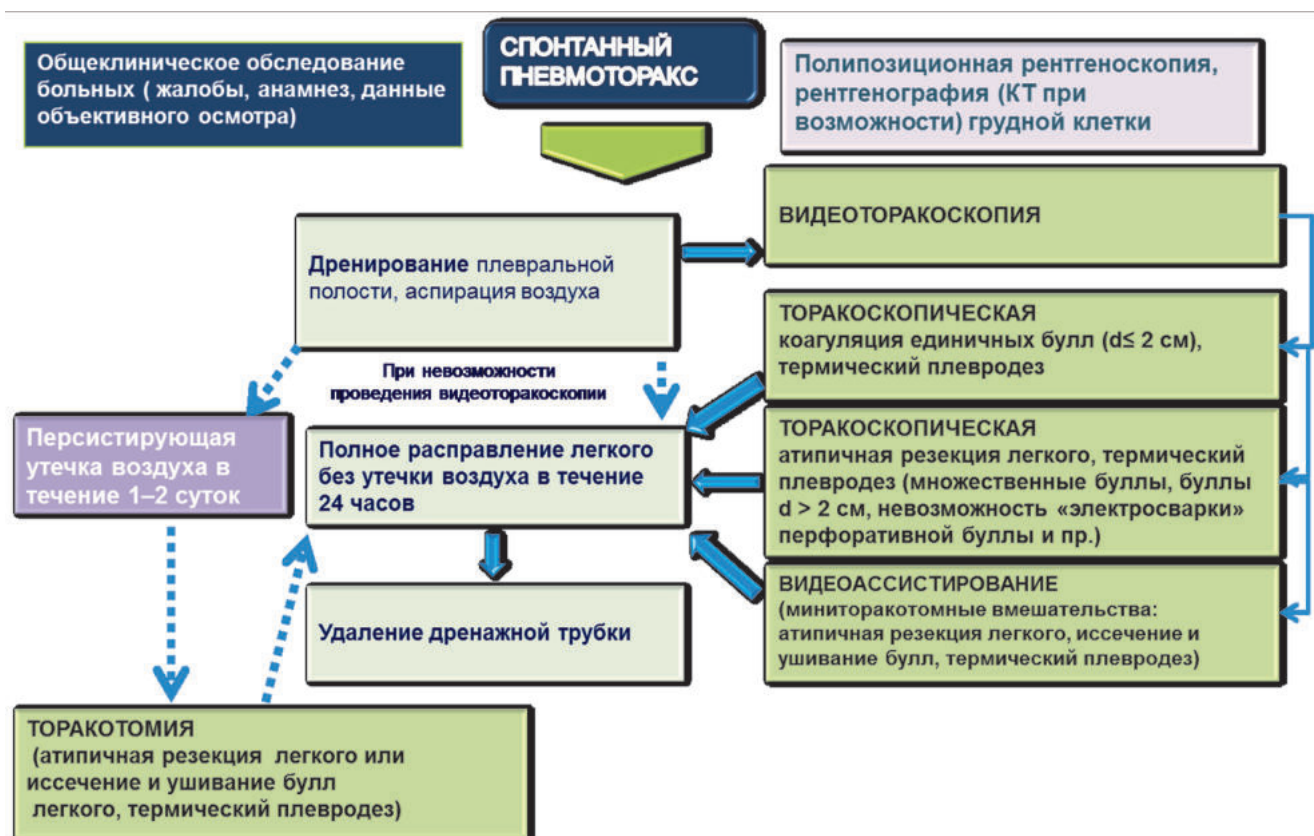 СПОНТАННЫЙ
ПНЕВМОТОРАКС
Общеклиническое обследование
больных ( жалобы, анамнез, данные
объективного осмотра)
Полипозиционная рентгеноскопия,
рентгенография (КТ при
возможности) грудной клетки
Дренирование плевральной
полости, аспирация воздуха
ВИДЕОТОРАКОСКОПИЯ
При невозможности
проведения видеоторакоскопии
ТОРАКОСКОПИЧЕСКАЯ
коагуляция единичных булл (d≤ 2 см),
термический плевродез
Персистирующая
утечка воздуха в
течение 1–2 суток
Полное расправление легкого
без утечки воздуха в течение
24 часов
ТОРАКОСКОПИЧЕСКАЯ
атипичная резекция легкого, термический
плевродез (множественные буллы, буллы
d > 2 см, невозможность «электросварки»
перфоративной буллы и пр.)
Удаление дренажной трубки
ВИДЕОАССИСТИРОВАНИЕ
(миниторакотомные вмешательства:
атипичная резекция легкого, иссечение и
ушивание булл, термический плевродез)
ТОРАКОТОМИЯ
(атипичная резекция легкого или
иссечение и ушивание булл
легкого, термический плевродез)